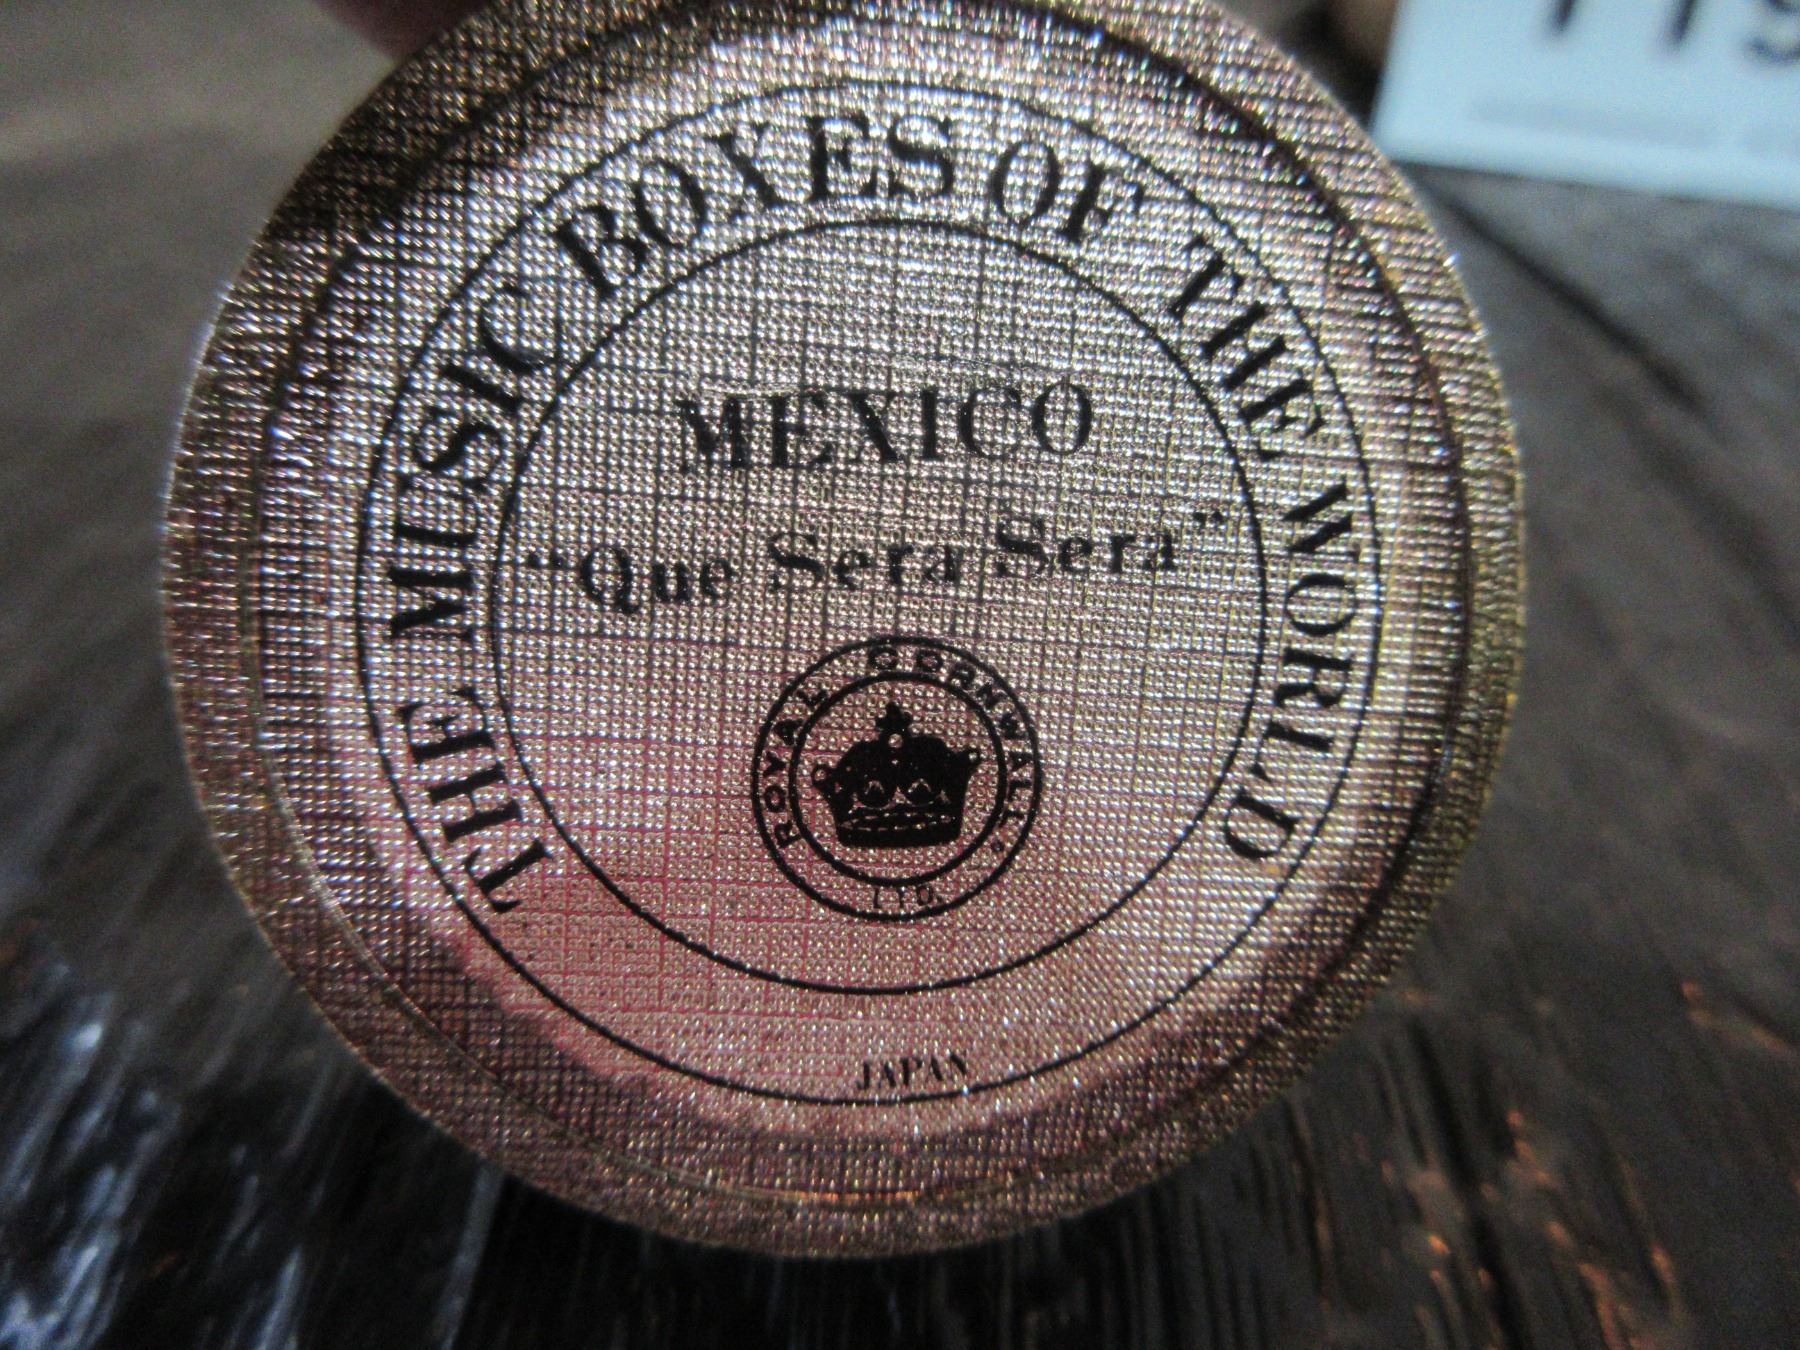 THE MUSIC BOXES OF THE WORLD
MEXICO
"Que Sera Sera"
ROYAL CORNWALL
LTD.
JAPAN